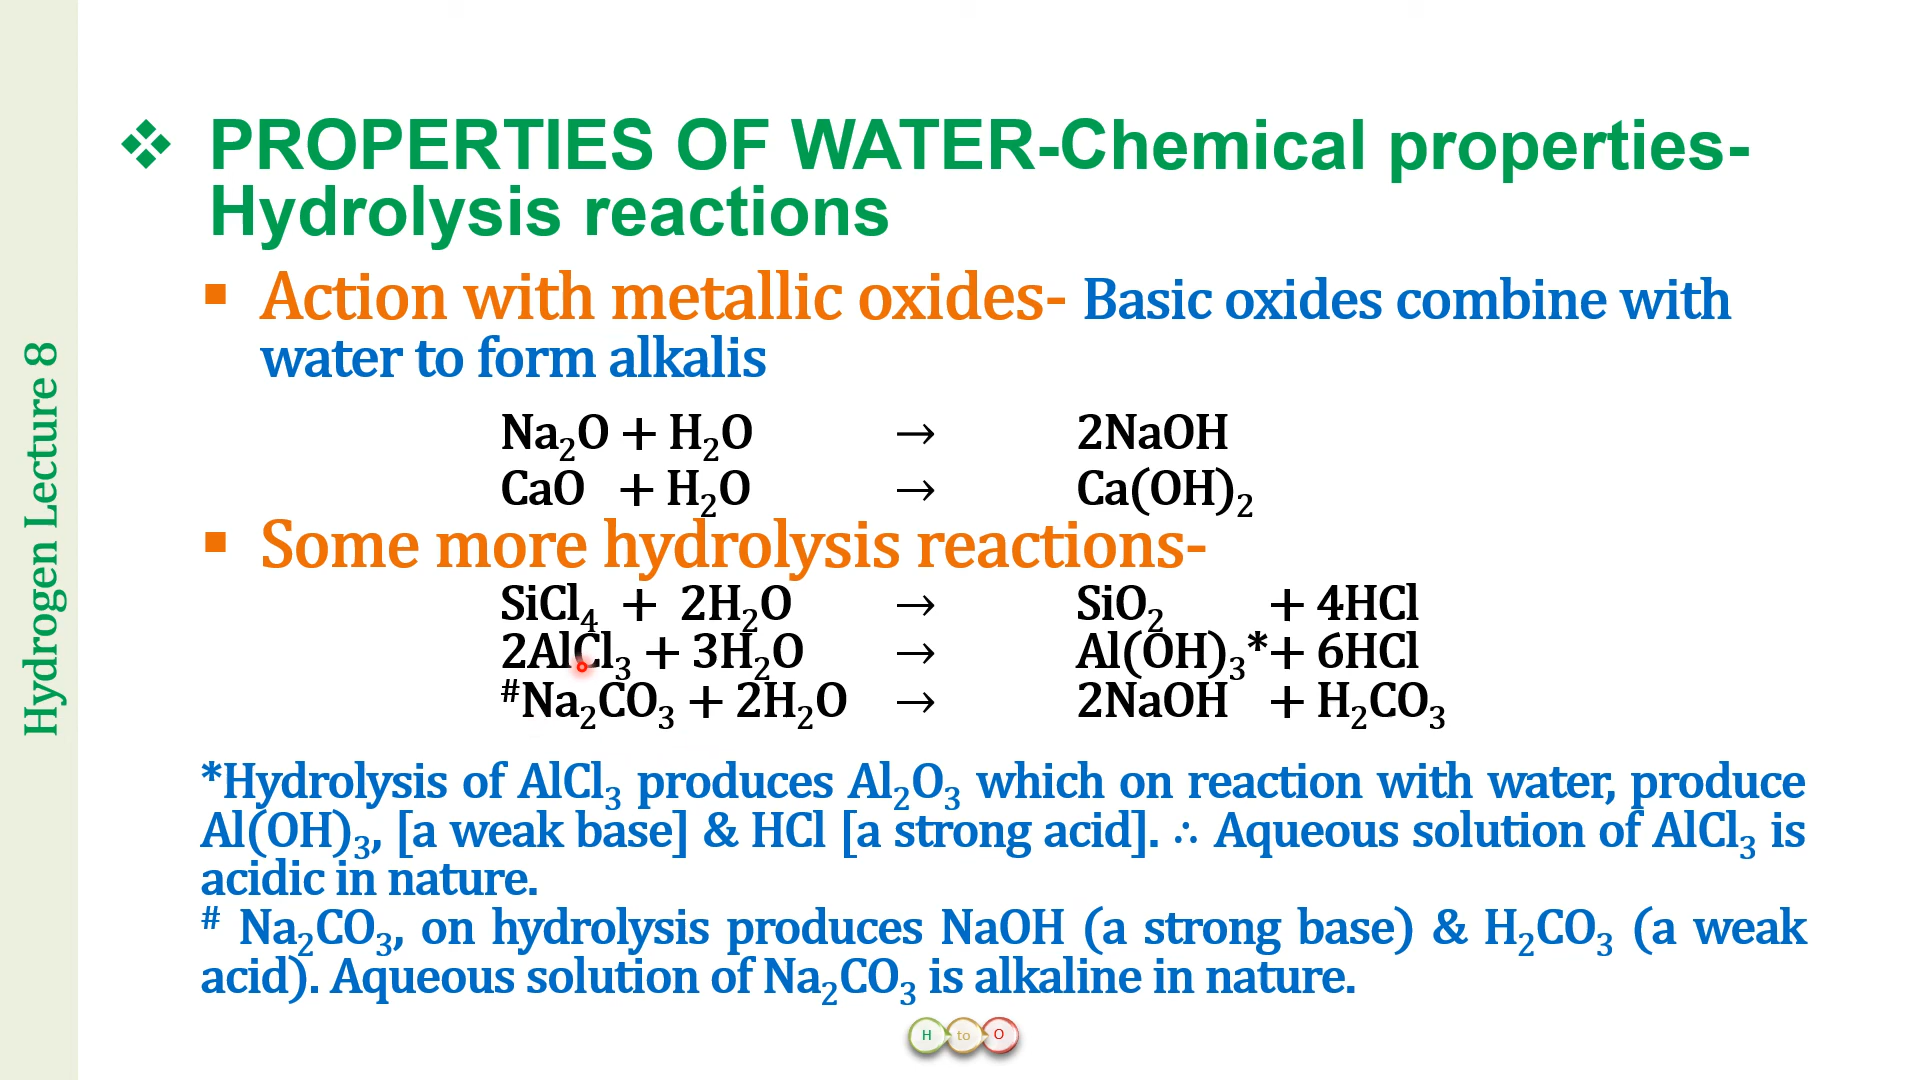 Hydrogen Lecture 8
❖ PROPERTIES OF WATER-Chemical properties-
Hydrolysis reactions
▪ Action with metallic oxides- Basic oxides combine with
water to form alkalis
Na₂O + H₂O → 2NaOH
CaO + H₂O → Ca(OH)₂
▪ Some more hydrolysis reactions-
SiCl₄ + 2H₂O → SiO₂ + 4HCl
2AlCl₃ + 3H₂O → Al(OH)₃*+ 6HCl
#Na₂CO₃ + 2H₂O → 2NaOH + H₂CO₃
*Hydrolysis of AlCl₃ produces Al₂O₃ which on reaction with water, produce
Al(OH)₃, [a weak base] & HCl [a strong acid]. ∴ Aqueous solution of AlCl₃ is
acidic in nature.
# Na₂CO₃, on hydrolysis produces NaOH (a strong base) & H₂CO₃ (a weak
acid). Aqueous solution of Na₂CO₃ is alkaline in nature.
H to O